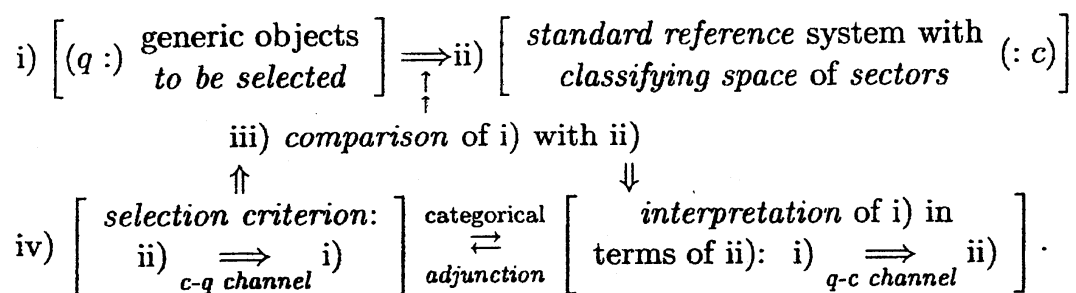 i) [(q :) generic objects to be selected] ⟹ ii) [standard reference system with classifying space of sectors (: c)]
↑
↑
iii) comparison of i) with ii)
⇑ ⇓
iv) [selection criterion: ii) ⟹ i) c-q channel] categorical ⇄ adjunction [interpretation of i) in terms of ii): i) ⟹ ii) q-c channel].